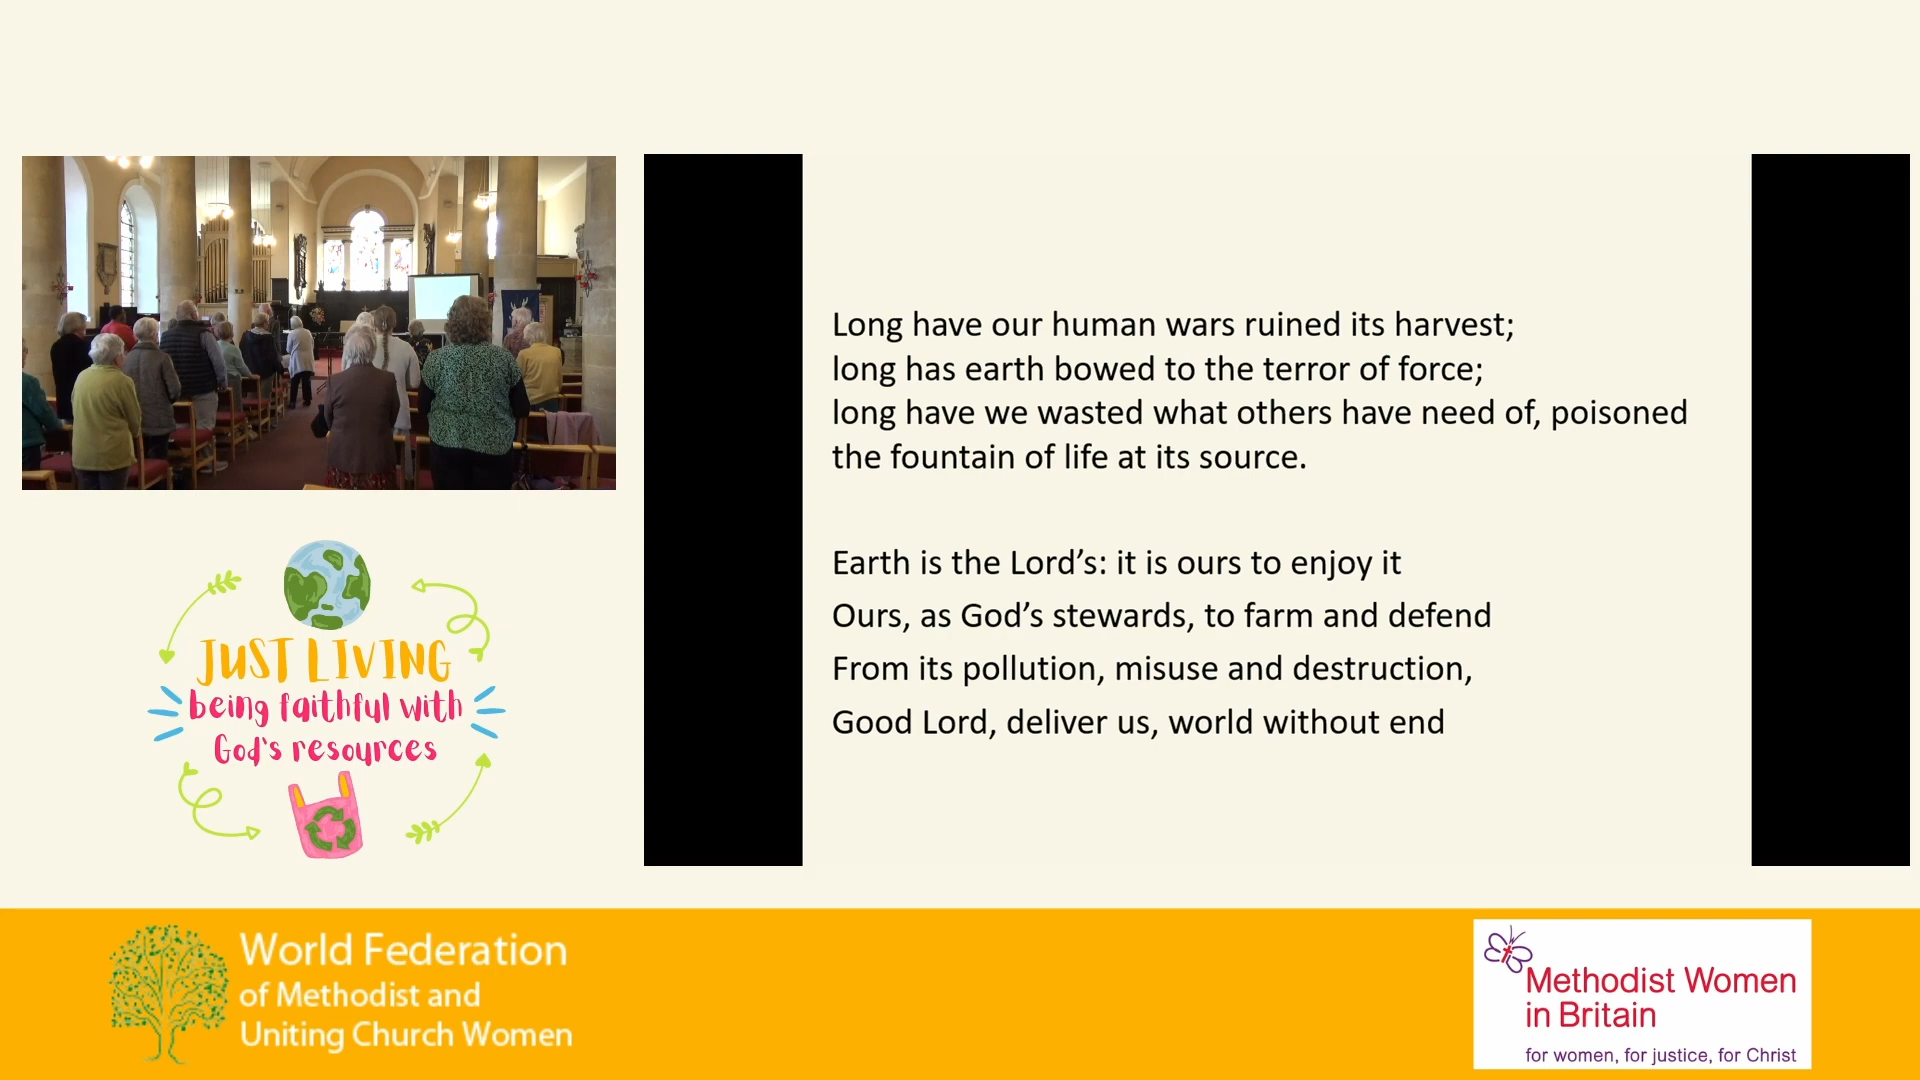 Long have our human wars ruined its harvest;
long has earth bowed to the terror of force;
long have we wasted what others have need of, poisoned
the fountain of life at its source.
Earth is the Lord’s: it is ours to enjoy it
Ours, as God’s stewards, to farm and defend
From its pollution, misuse and destruction,
Good Lord, deliver us, world without end
JUST LIVING
being faithful with
God's resources
World Federation
of Methodist and
Uniting Church Women
Methodist Women
in Britain
for women, for justice, for Christ